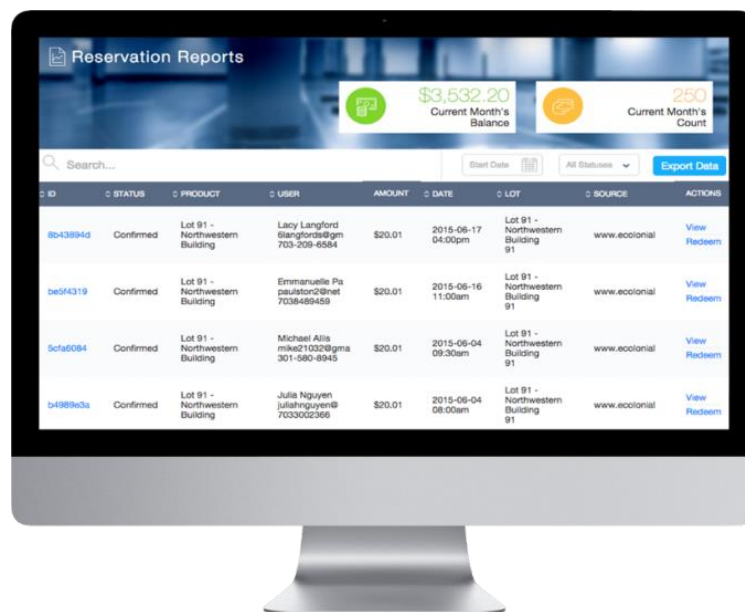 Reservation Reports
$3,532.20
Current Month's
Balance
250
Current Month's
Count
Search...
Start Date
All Statuses
Export Data
ID STATUS PRODUCT USER AMOUNT DATE LOT SOURCE ACTIONS
8b43894d Confirmed
Lot 91 -
Northwestern
Building
Lacy Langford
6langfords@gm
703-209-6584
$20.01
2015-06-17
04:00pm
Lot 91 -
Northwestern
Building
91
www.ecolonial
View
Redeem
be5f4319 Confirmed
Lot 91 -
Northwestern
Building
Emmanuelle Pa
paulston2@net
7038489459
$20.01
2015-06-16
11:00am
Lot 91 -
Northwestern
Building
91
www.ecolonial
View
Redeem
5cfa6084 Confirmed
Lot 91 -
Northwestern
Building
Michael Allis
mike21032@gma
301-580-8945
$20.01
2015-06-04
09:30am
Lot 91 -
Northwestern
Building
91
www.ecolonial
View
Redeem
b4989e3a Confirmed
Lot 91 -
Northwestern
Building
Julia Nguyen
juliahnguyen@
7033002366
$20.01
2015-06-04
08:00am
Lot 91 -
Northwestern
Building
91
www.ecolonial
View
Redeem